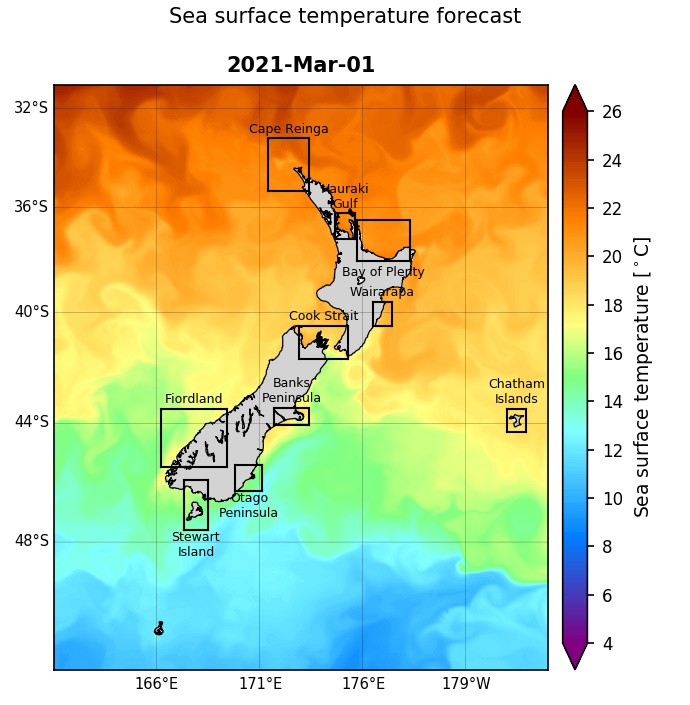 Sea surface temperature forecast
2021-Mar-01
32°S
36°S
40°S
44°S
48°S
166°E
171°E
176°E
179°W
Cape Reinga
Hauraki
Gulf
Bay of Plenty
Wairarapa
Cook Strait
Banks
Peninsula
Fiordland
Chatham
Islands
Otago
Peninsula
Stewart
Island
26
24
22
20
18
16
14
12
10
8
6
4
Sea surface temperature [°C]